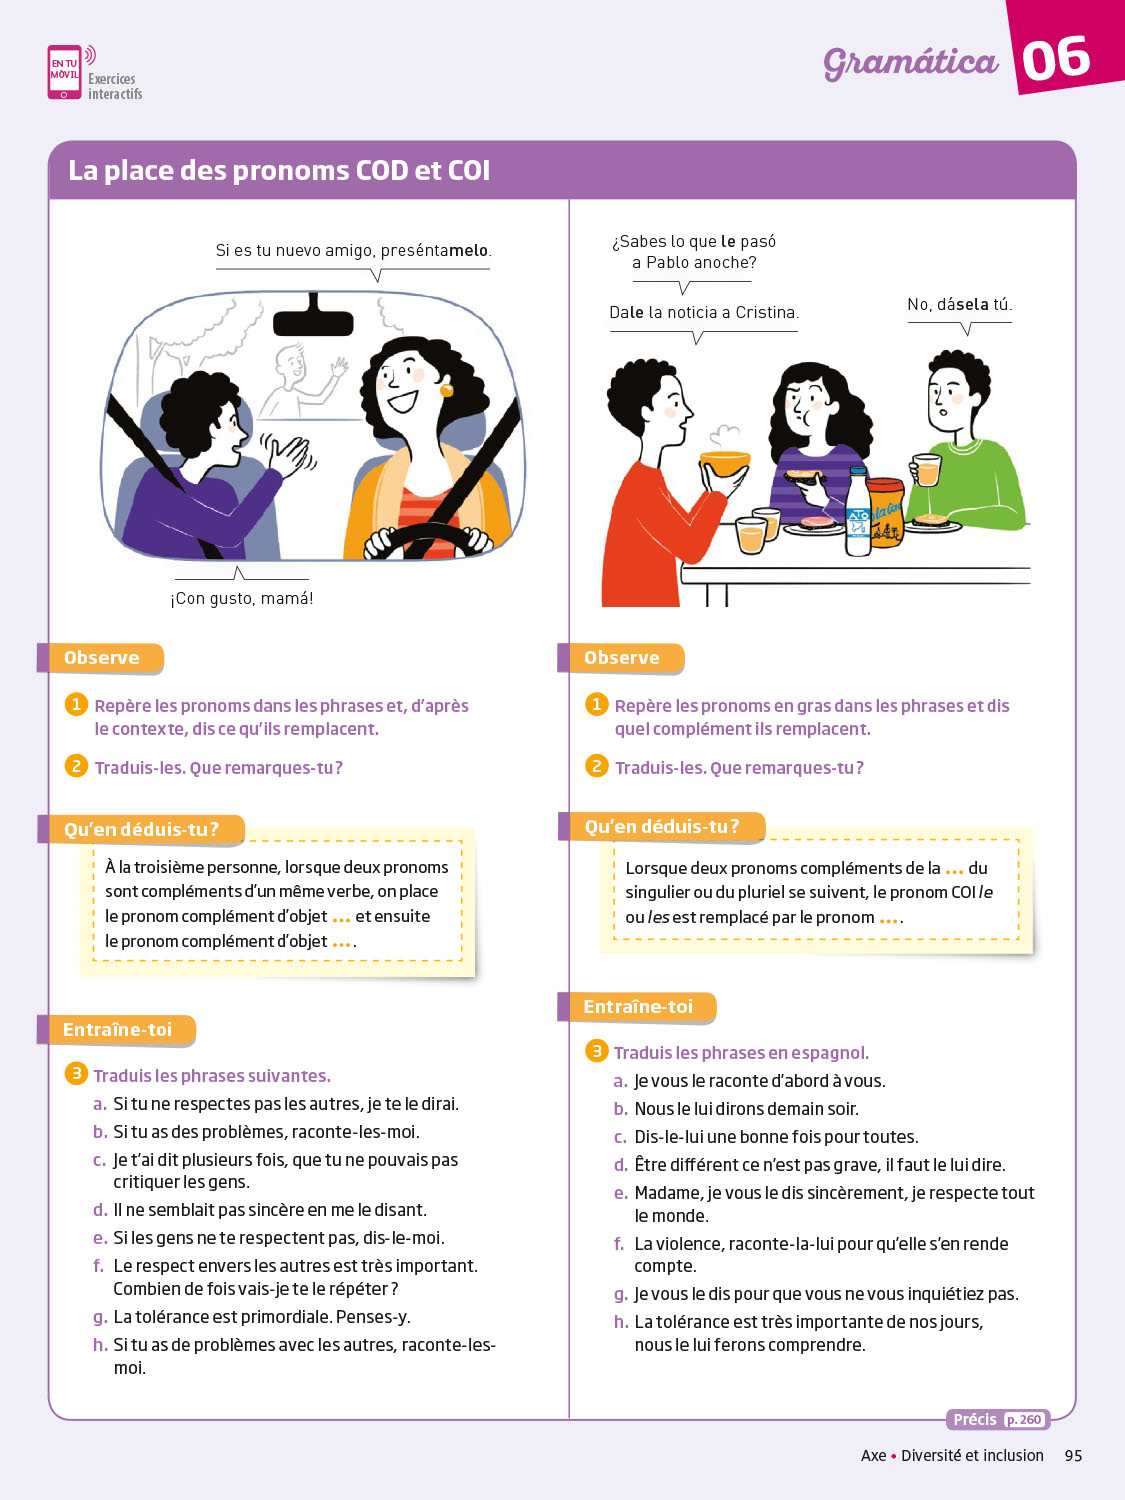 EN TU
MÓVIL
Exercices
interactifs
Gramática
06
La place des pronoms COD et COI
Si es tu nuevo amigo, preséntamelo.
¡Con gusto, mamá!
Observe
1 Repère les pronoms dans les phrases et, d'après
le contexte, dis ce qu'ils remplacent.
2 Traduis-les. Que remarques-tu ?
Qu'en déduis-tu ?
À la troisième personne, lorsque deux pronoms
sont compléments d'un même verbe, on place
le pronom complément d'objet ... et ensuite
le pronom complément d'objet ... .
Entraîne-toi
3 Traduis les phrases suivantes.
a. Si tu ne respectes pas les autres, je te le dirai.
b. Si tu as des problèmes, raconte-les-moi.
c. Je t'ai dit plusieurs fois, que tu ne pouvais pas
critiquer les gens.
d. Il ne semblait pas sincère en me le disant.
e. Si les gens ne te respectent pas, dis-le-moi.
f. Le respect envers les autres est très important.
Combien de fois vais-je te le répéter ?
g. La tolérance est primordiale. Penses-y.
h. Si tu as de problèmes avec les autres, raconte-les-
moi.
¿Sabes lo que le pasó
a Pablo anoche?
Dale la noticia a Cristina.
No, dásela tú.
ATO
Observe
1 Repère les pronoms en gras dans les phrases et dis
quel complément ils remplacent.
2 Traduis-les. Que remarques-tu ?
Qu'en déduis-tu ?
Lorsque deux pronoms compléments de la ... du
singulier ou du pluriel se suivent, le pronom COI le
ou les est remplacé par le pronom ... .
Entraîne-toi
3 Traduis les phrases en espagnol.
a. Je vous le raconte d'abord à vous.
b. Nous le lui dirons demain soir.
c. Dis-le-lui une bonne fois pour toutes.
d. Être différent ce n'est pas grave, il faut le lui dire.
e. Madame, je vous le dis sincèrement, je respecte tout
le monde.
f. La violence, raconte-la-lui pour qu'elle s'en rende
compte.
g. Je vous le dis pour que vous ne vous inquiétiez pas.
h. La tolérance est très importante de nos jours,
nous le lui ferons comprendre.
Précis p. 260
Axe • Diversité et inclusion 95